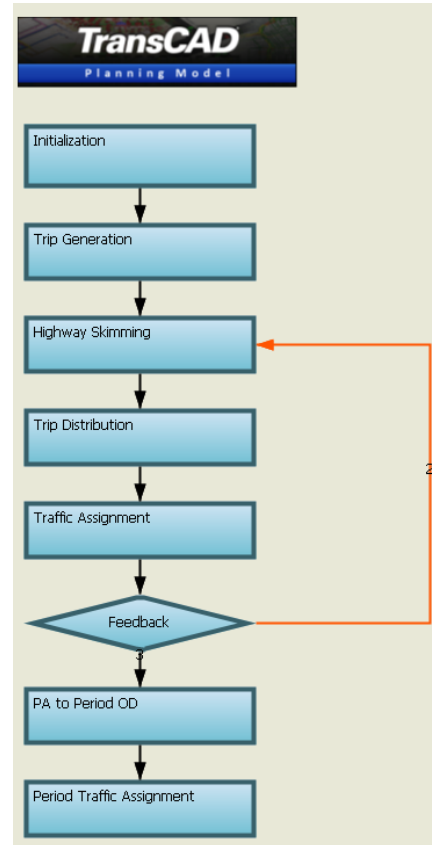 TransCAD
Planning Model
Initialization
Trip Generation
Highway Skimming
Trip Distribution
2
Traffic Assignment
Feedback
3
PA to Period OD
Period Traffic Assignment